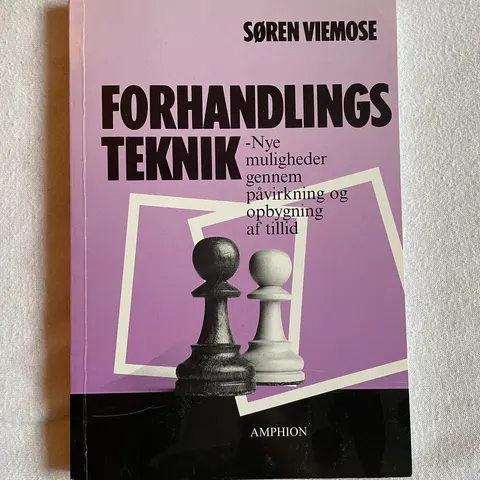 SØREN VIEMOSE
FORHANDLINGS
TEKNIK
-Nye
muligheder
gennem
påvirkning og
opbygning
af tillid
AMPHION